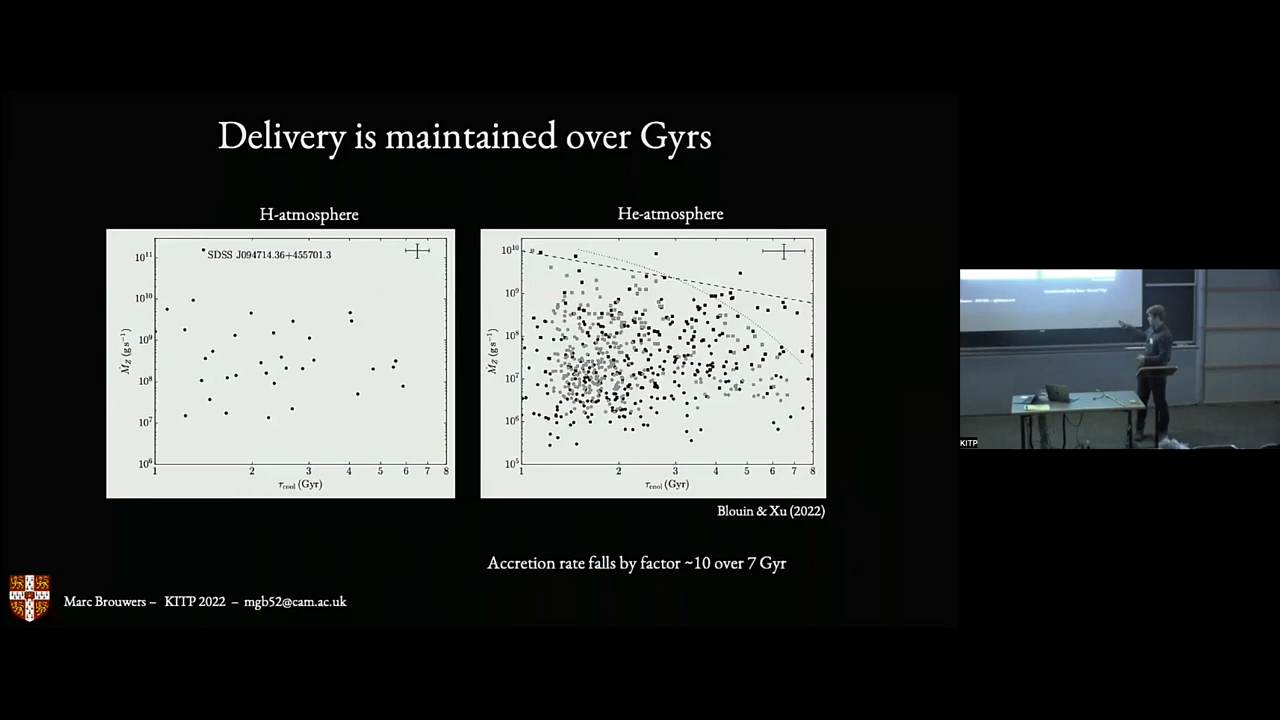 Delivery is maintained over Gyrs
H-atmosphere
He-atmosphere
SDSS J094714.36+455701.3
10¹¹
10¹⁰
10⁹
10⁸
10⁷
10⁶
Ṁ_Z (g s⁻¹)
1 2 3 4 5 6 7 8
τ_cool (Gyr)
10¹⁰
10⁹
10⁸
10⁷
10⁶
10⁵
Ṁ_Z (g s⁻¹)
1 2 3 4 5 6 7 8
τ_cool (Gyr)
Blouin & Xu (2022)
Accretion rate falls by factor ~10 over 7 Gyr
Marc Brouwers – KITP 2022 – mgb52@cam.ac.uk
KITP